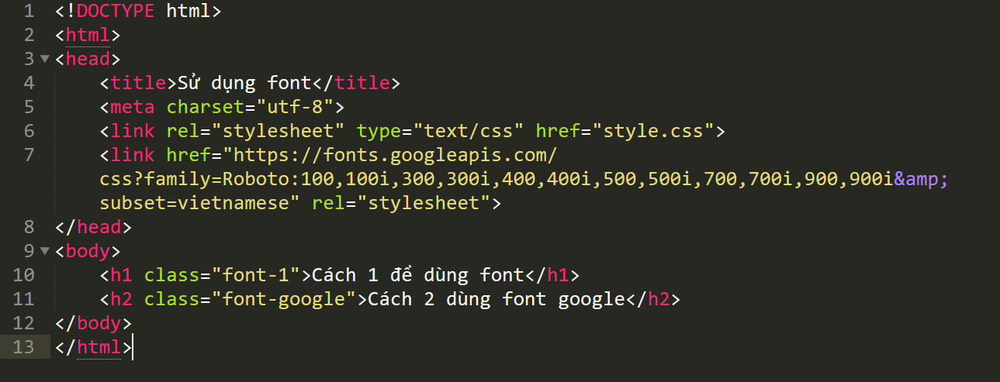 1 <!DOCTYPE html>
2 <html>
3 <head>
4 <title>Sử dụng font</title>
5 <meta charset="utf-8">
6 <link rel="stylesheet" type="text/css" href="style.css">
7 <link href="https://fonts.googleapis.com/
css?family=Roboto:100,100i,300,300i,400,400i,500,500i,700,700i,900,900i&amp;
subset=vietnamese" rel="stylesheet">
8 </head>
9 <body>
10 <h1 class="font-1">Cách 1 để dùng font</h1>
11 <h2 class="font-google">Cách 2 dùng font google</h2>
12 </body>
13 </html>